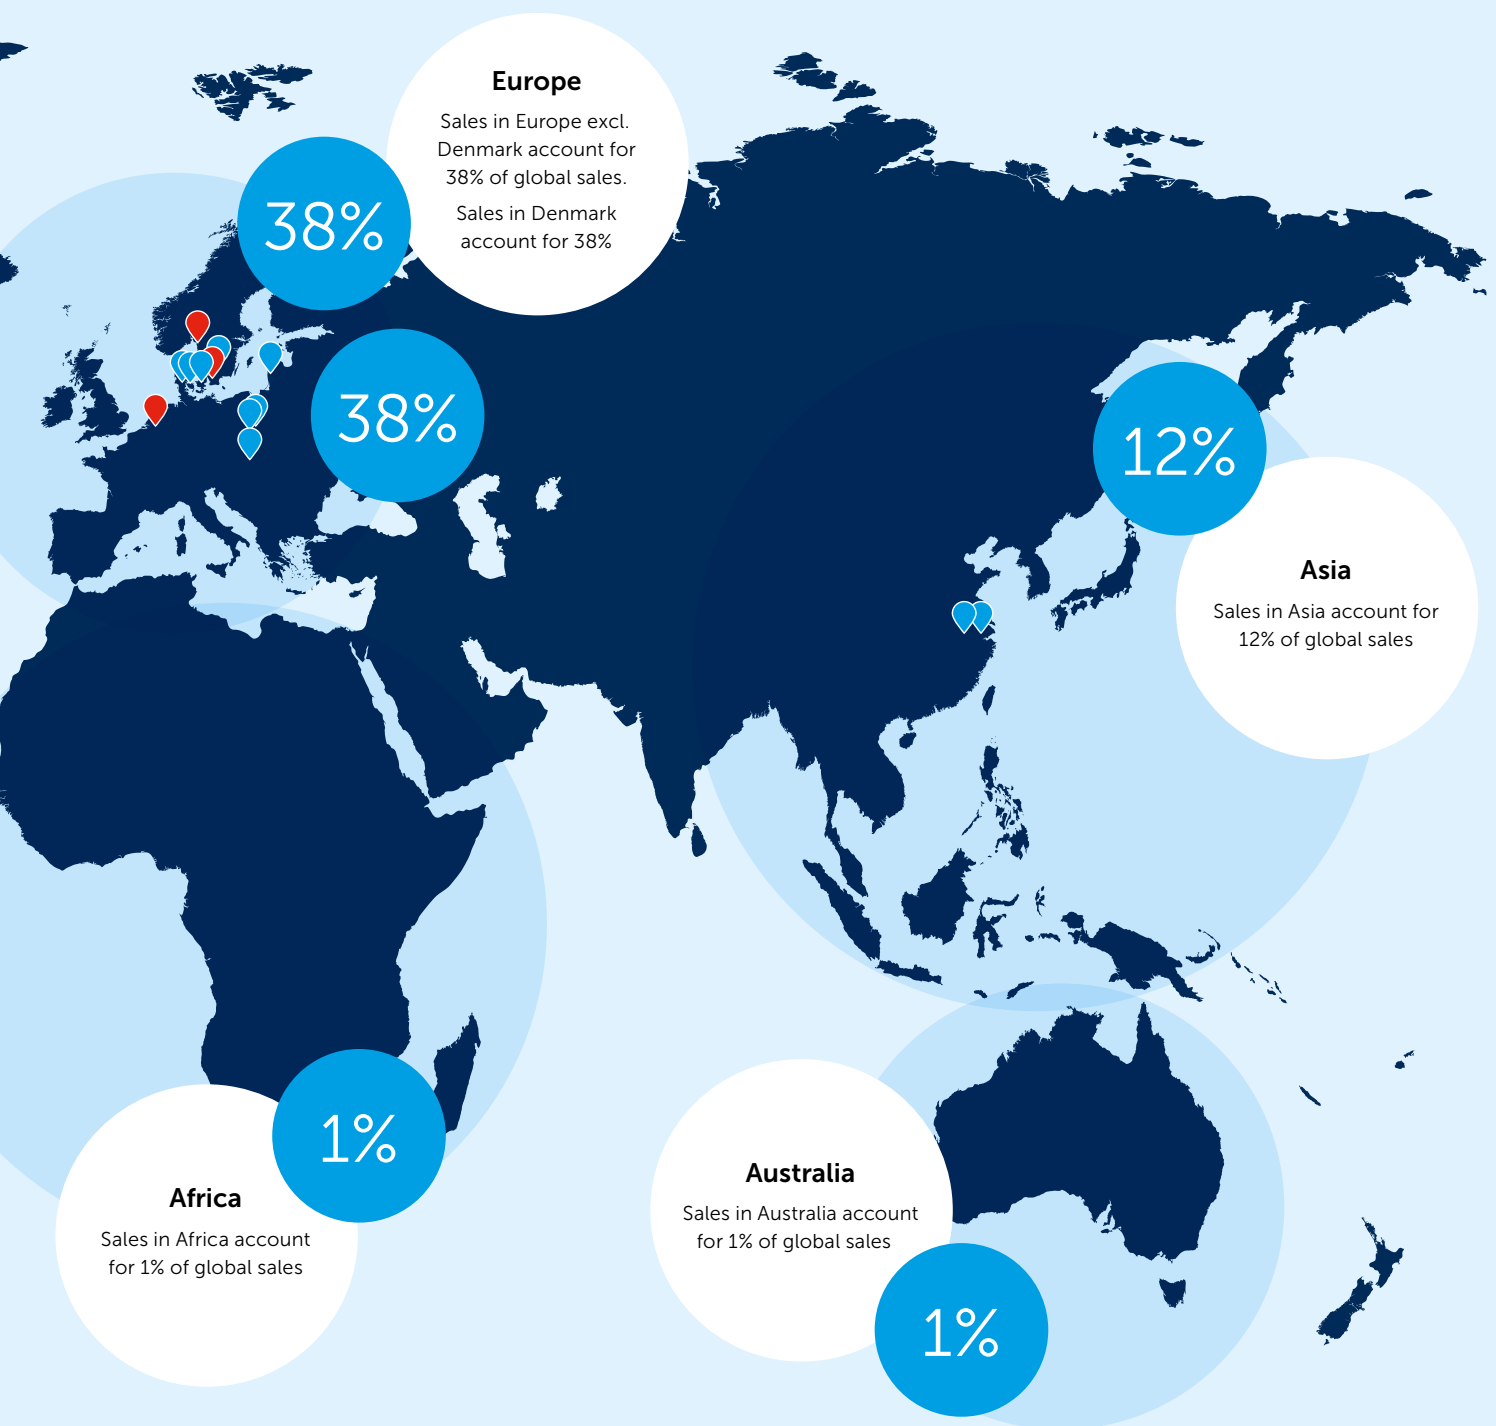 Europe
Sales in Europe excl.
Denmark account for
38% of global sales.
Sales in Denmark
account for 38%
38%
38%
12%
Asia
Sales in Asia account for
12% of global sales
1%
Africa
Sales in Africa account
for 1% of global sales
Australia
Sales in Australia account
for 1% of global sales
1%